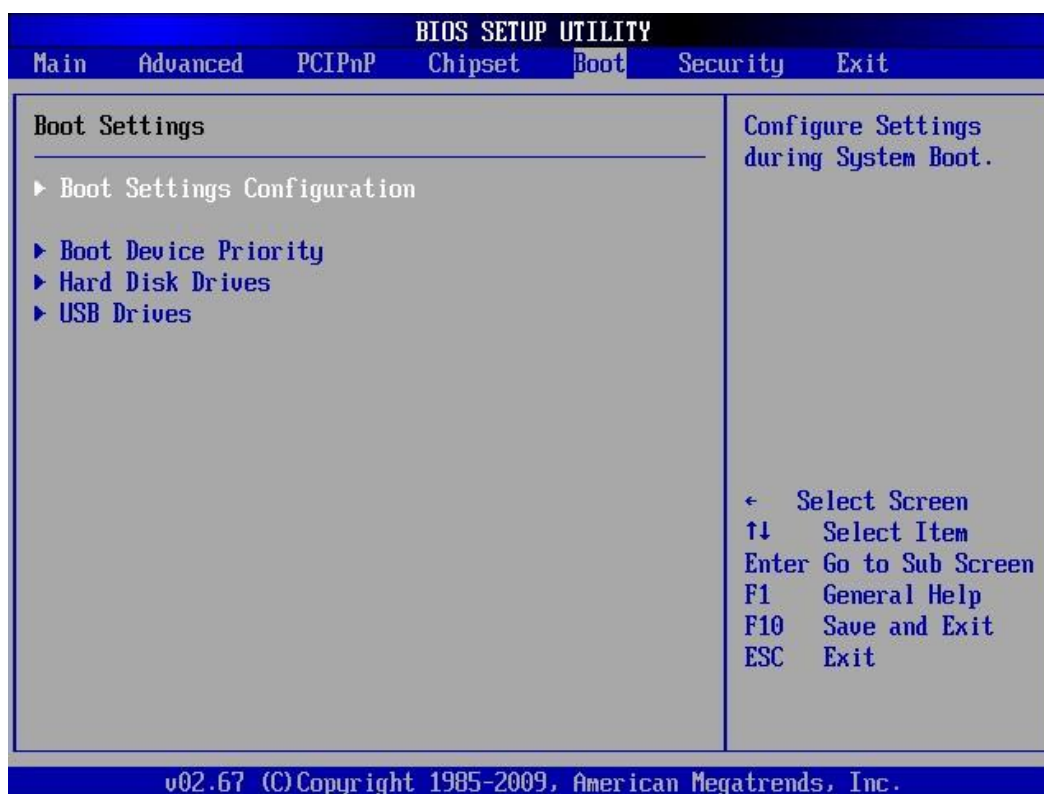 BIOS SETUP UTILITY
Main Advanced PCIPnP Chipset Boot Security Exit
Boot Settings
▶ Boot Settings Configuration
▶ Boot Device Priority
▶ Hard Disk Drives
▶ USB Drives
Configure Settings
during System Boot.
← Select Screen
↑↓ Select Item
Enter Go to Sub Screen
F1 General Help
F10 Save and Exit
ESC Exit
v02.67 (C)Copyright 1985-2009, American Megatrends, Inc.